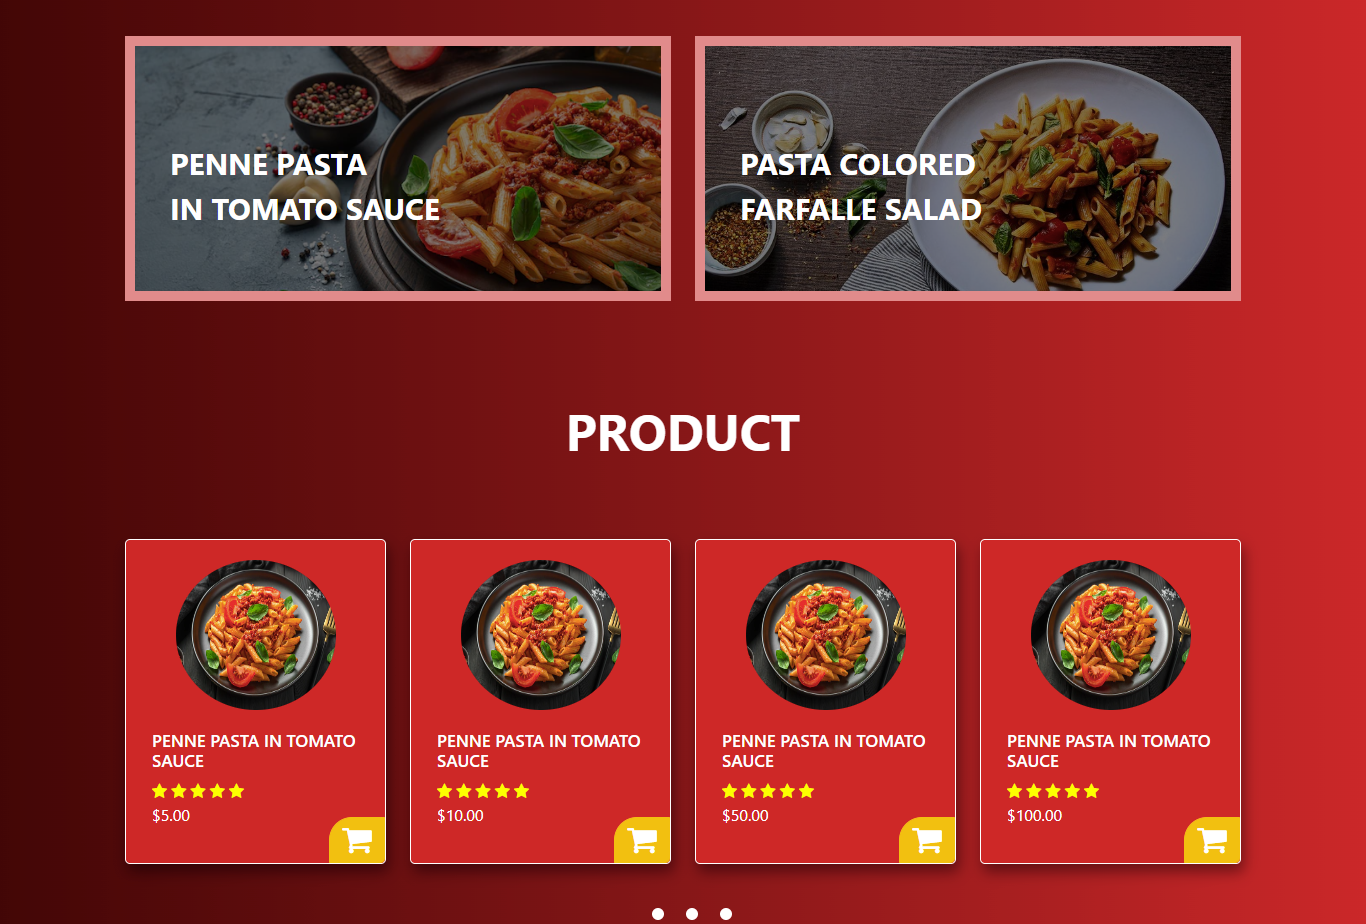 PENNE PASTA
IN TOMATO SAUCE
PASTA COLORED
FARFALLE SALAD
PRODUCT
PENNE PASTA IN TOMATO
SAUCE
$5.00
PENNE PASTA IN TOMATO
SAUCE
$10.00
PENNE PASTA IN TOMATO
SAUCE
$50.00
PENNE PASTA IN TOMATO
SAUCE
$100.00